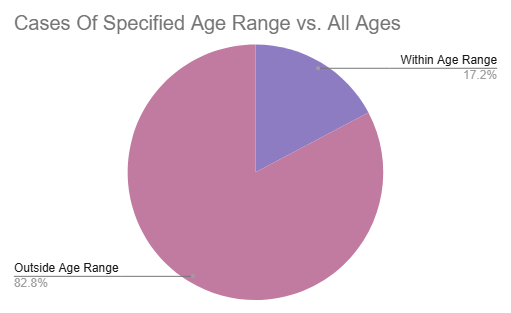 Cases Of Specified Age Range vs. All Ages
Within Age Range
17.2%
Outside Age Range
82.8%